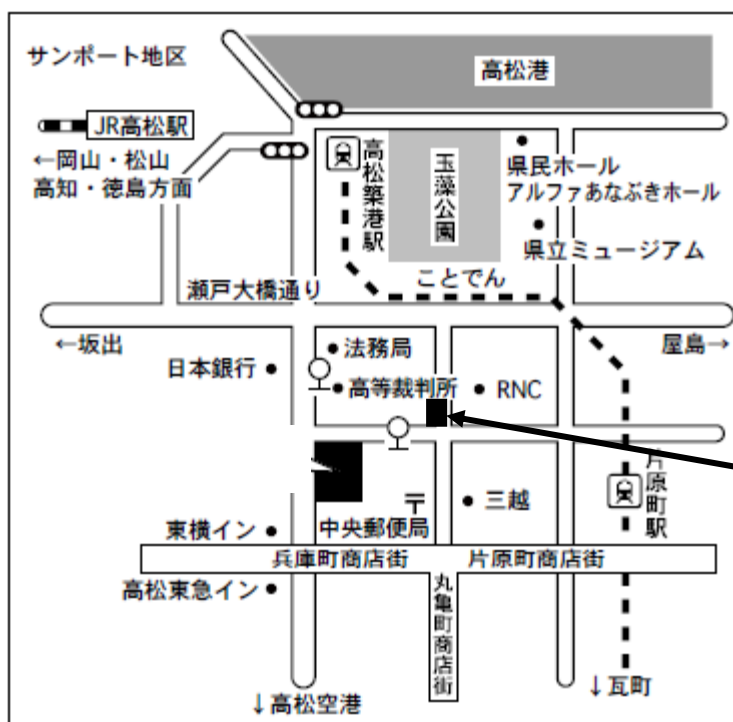 サンポート地区
高松港
JR高松駅
←岡山・松山
高知・徳島方面
高松築港駅
玉藻公園
県民ホール
アルファあなぶきホール
県立ミュージアム
ことでん
瀬戸大橋通り
←坂出
屋島→
法務局
日本銀行
高等裁判所
RNC
片原町駅
三越
〒
中央郵便局
東横イン
兵庫町商店街
片原町商店街
高松東急イン
丸亀町商店街
↓高松空港
↓瓦町